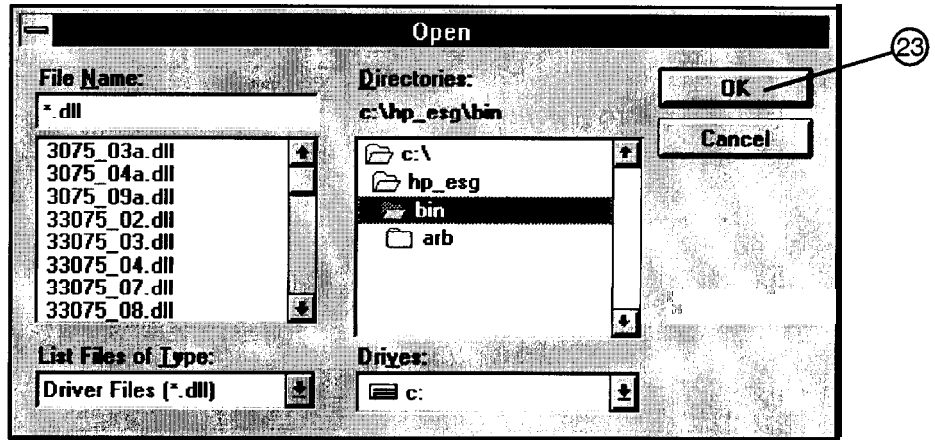 Open
23
File Name:
*.dll
3075_03a.dll
3075_04a.dll
3075_09a.dll
33075_02.dll
33075_03.dll
33075_04.dll
33075_07.dll
33075_08.dll
List Files of Type:
Driver Files (*.dll)
Directories:
c:\hp_esg\bin
c:\
hp_esg
bin
arb
Drives:
c:
OK
Cancel